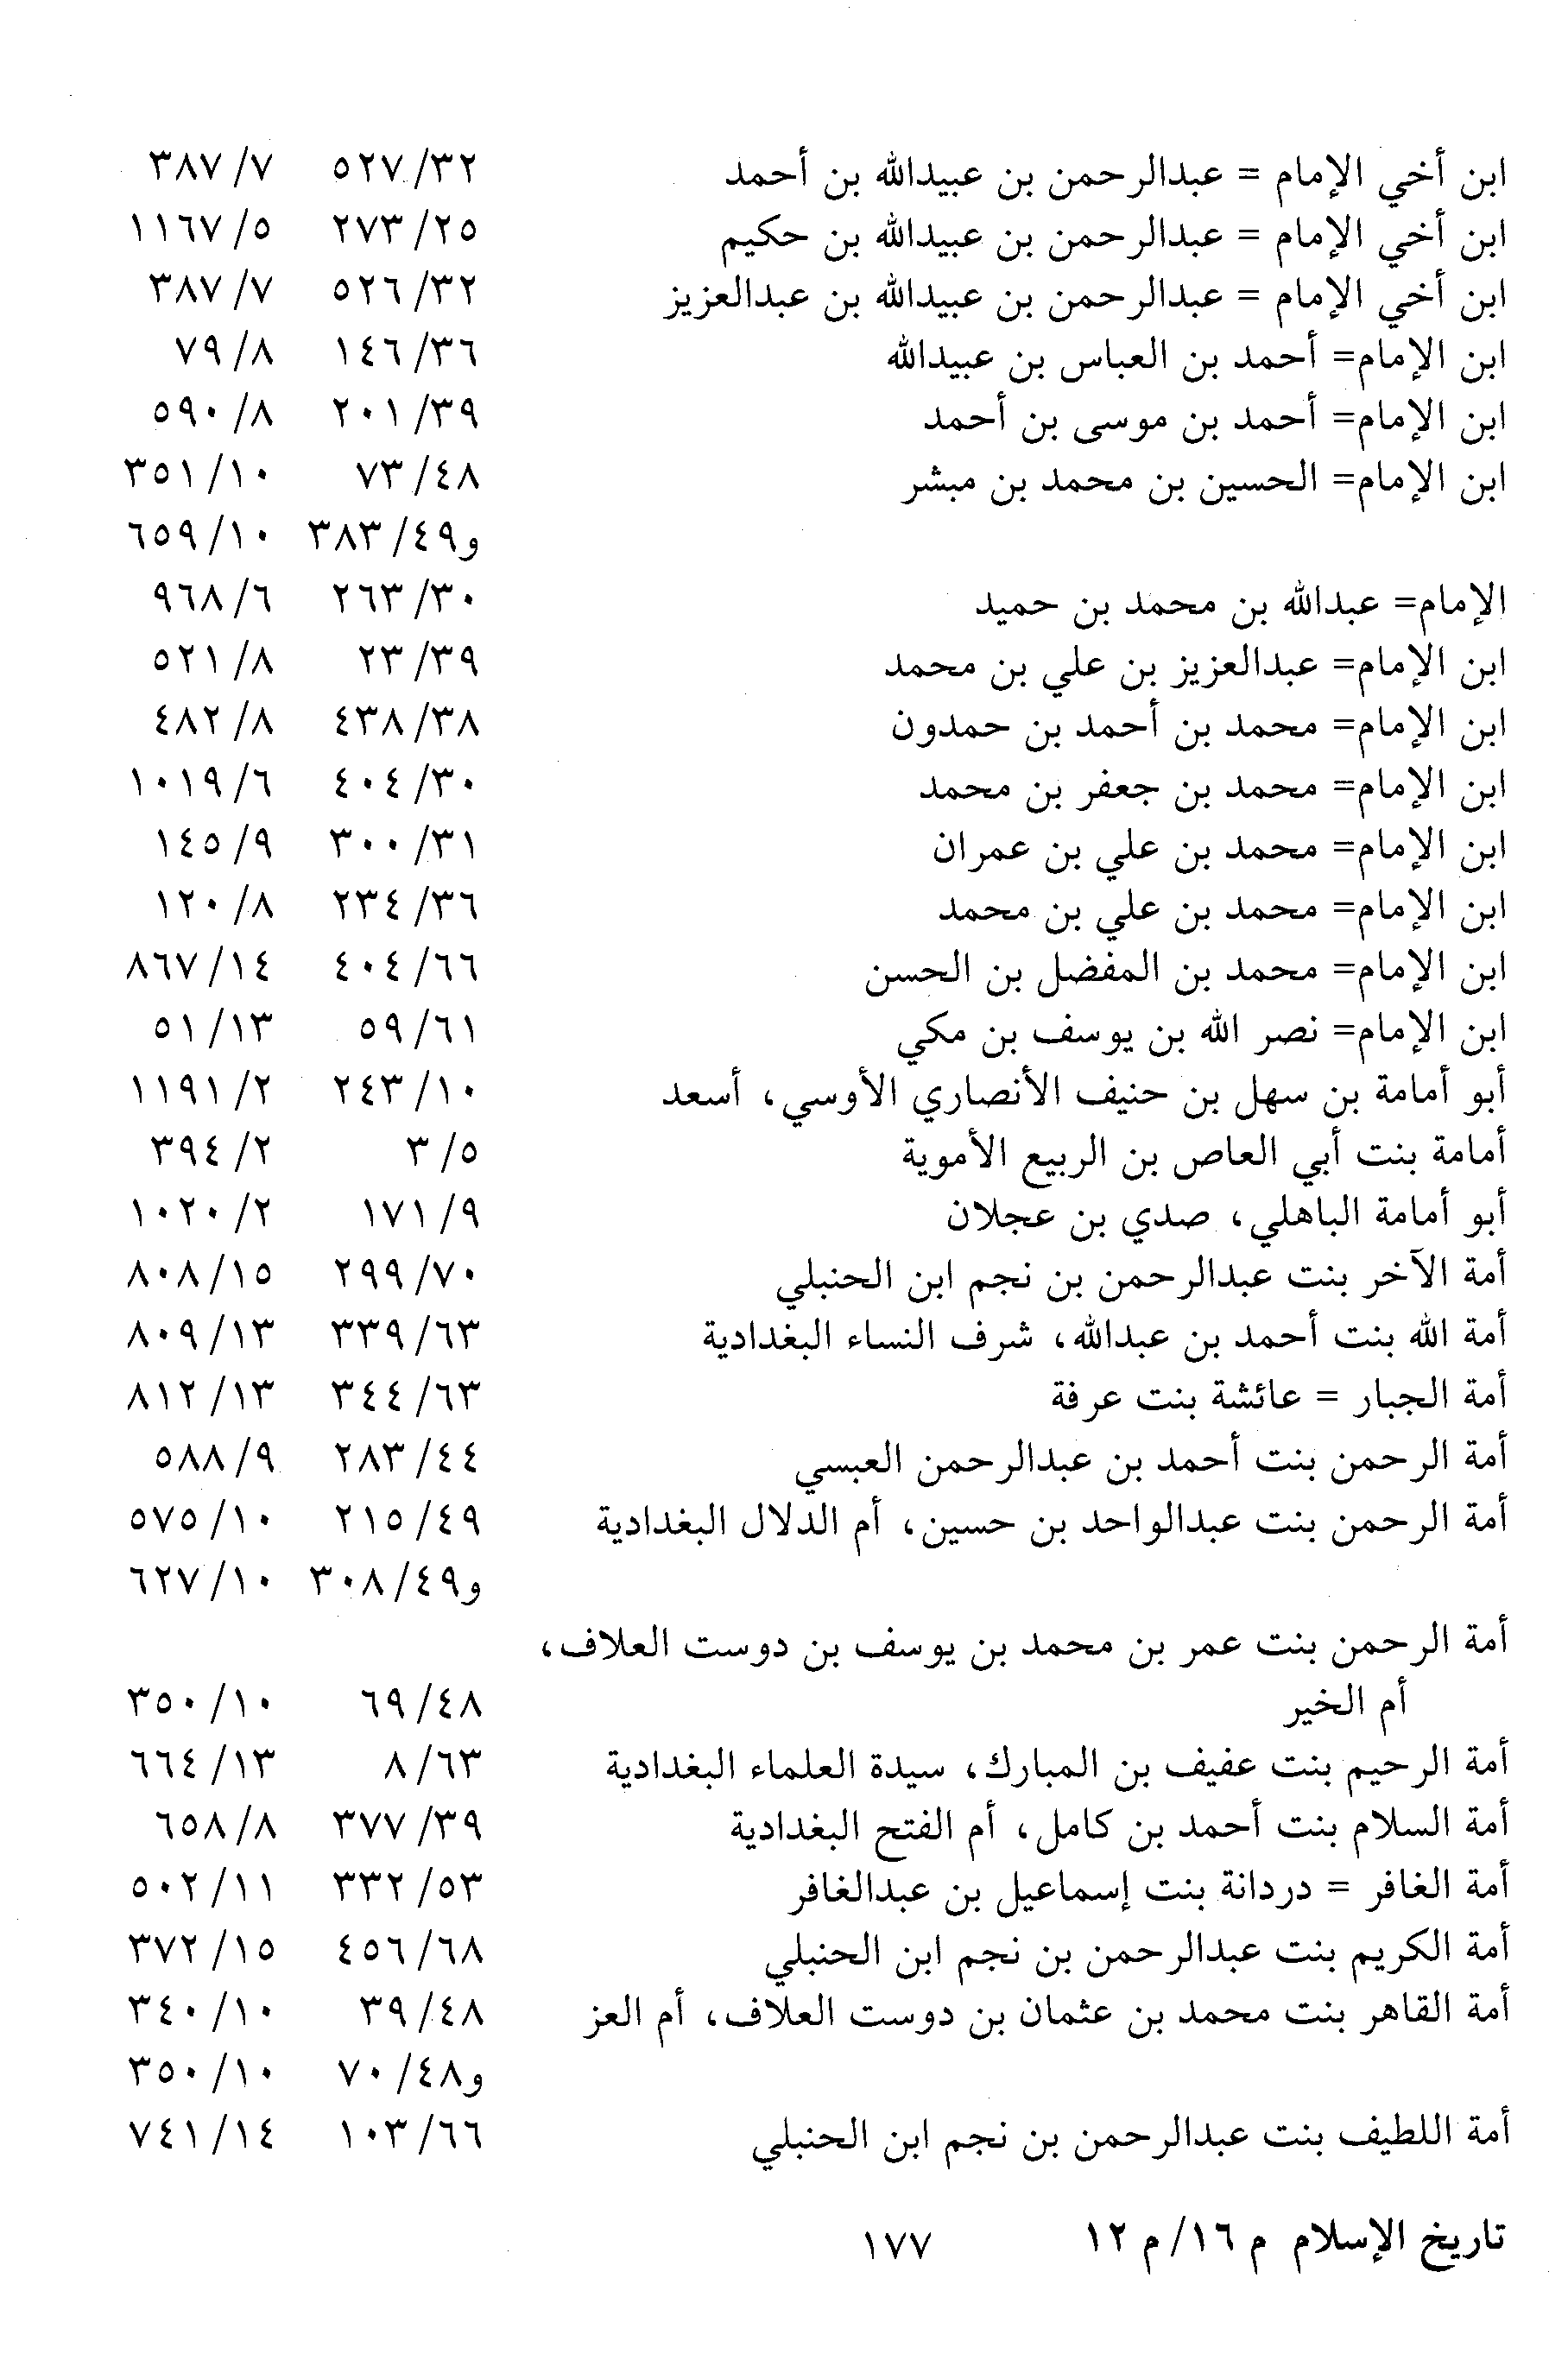 ابن أخي الإمام = عبدالرحمن بن عبيدالله بن أحمد ٣٢/ ٥٢٧ ٧/ ٣٨٧
ابن أخي الإمام = عبدالرحمن بن عبيدالله بن حكيم ٢٥/ ٢٧٣ ٥/ ١١٦٧
ابن أخي الإمام = عبدالرحمن بن عبيدالله بن عبدالعزيز ٣٢/ ٥٢٦ ٧/ ٣٨٧
ابن الإمام= أحمد بن العباس بن عبيدالله ٣٦/ ١٤٦ ٨/ ٧٩
ابن الإمام= أحمد بن موسى بن أحمد ٣٩/ ٢٠١ ٨/ ٥٩٠
ابن الإمام= الحسين بن محمد بن مبشر ٤٨/ ٧٣ ١٠/ ٣٥١
و٤٩/ ٣٨٣ ١٠/ ٦٥٩
الإمام= عبدالله بن محمد بن حميد ٣٠/ ٢٦٣ ٦/ ٩٦٨
ابن الإمام= عبدالعزيز بن علي بن محمد ٣٩/ ٢٣ ٨/ ٥٢١
ابن الإمام= محمد بن أحمد بن حمدون ٣٨/ ٤٣٨ ٨/ ٤٨٢
ابن الإمام= محمد بن جعفر بن محمد ٣٠/ ٤٠٤ ٦/ ١٠١٩
ابن الإمام= محمد بن علي بن عمران ٣١/ ٣٠٠ ٩/ ١٤٥
ابن الإمام= محمد بن علي بن محمد ٣٦/ ٢٣٤ ٨/ ١٢٠
ابن الإمام= محمد بن المفضل بن الحسن ٦٦/ ٤٠٤ ١٤/ ٨٦٧
ابن الإمام= نصر الله بن يوسف بن مكي ٦١/ ٥٩ ١٣/ ٥١
أبو أمامة بن سهل بن حنيف الأنصاري الأوسي، أسعد ١٠/ ٢٤٣ ٢/ ١١٩١
أمامة بنت أبي العاص بن الربيع الأموية ٥/ ٣ ٢/ ٣٩٤
أبو أمامة الباهلي، صدي بن عجلان ٩/ ١٧١ ٢/ ١٠٢٠
أمة الآخر بنت عبدالرحمن بن نجم ابن الحنبلي ٧٠/ ٢٩٩ ١٥/ ٨٠٨
أمة الله بنت أحمد بن عبدالله، شرف النساء البغدادية ٦٣/ ٣٣٩ ١٣/ ٨٠٩
أمة الجبار = عائشة بنت عرفة ٦٣/ ٣٤٤ ١٣/ ٨١٢
أمة الرحمن بنت أحمد بن عبدالرحمن العبسي ٤٤/ ٢٨٣ ٩/ ٥٨٨
أمة الرحمن بنت عبدالواحد بن حسين، أم الدلال البغدادية ٤٩/ ٢١٥ ١٠/ ٥٧٥
و٤٩/ ٣٠٨ ١٠/ ٦٢٧
أمة الرحمن بنت عمر بن محمد بن يوسف بن دوست العلاف،
أم الخير ٤٨/ ٦٩ ١٠/ ٣٥٠
أمة الرحيم بنت عفيف بن المبارك، سيدة العلماء البغدادية ٦٣/ ٨ ١٣/ ٦٦٤
أمة السلام بنت أحمد بن كامل، أم الفتح البغدادية ٣٩/ ٣٧٧ ٨/ ٦٥٨
أمة الغافر = دردانة بنت إسماعيل بن عبدالغافر ٥٣/ ٣٣٢ ١١/ ٥٠٢
أمة الكريم بنت عبدالرحمن بن نجم ابن الحنبلي ٦٨/ ٤٥٦ ١٥/ ٣٧٢
أمة القاهر بنت محمد بن عثمان بن دوست العلاف، أم العز ٤٨/ ٣٩ ١٠/ ٣٤٠
و٤٨/ ٧٠ ١٠/ ٣٥٠
أمة اللطيف بنت عبدالرحمن بن نجم ابن الحنبلي ٦٦/ ١٠٣ ١٤/ ٧٤١
تاريخ الإسلام م ١٦/ م ١٢ ١٧٧